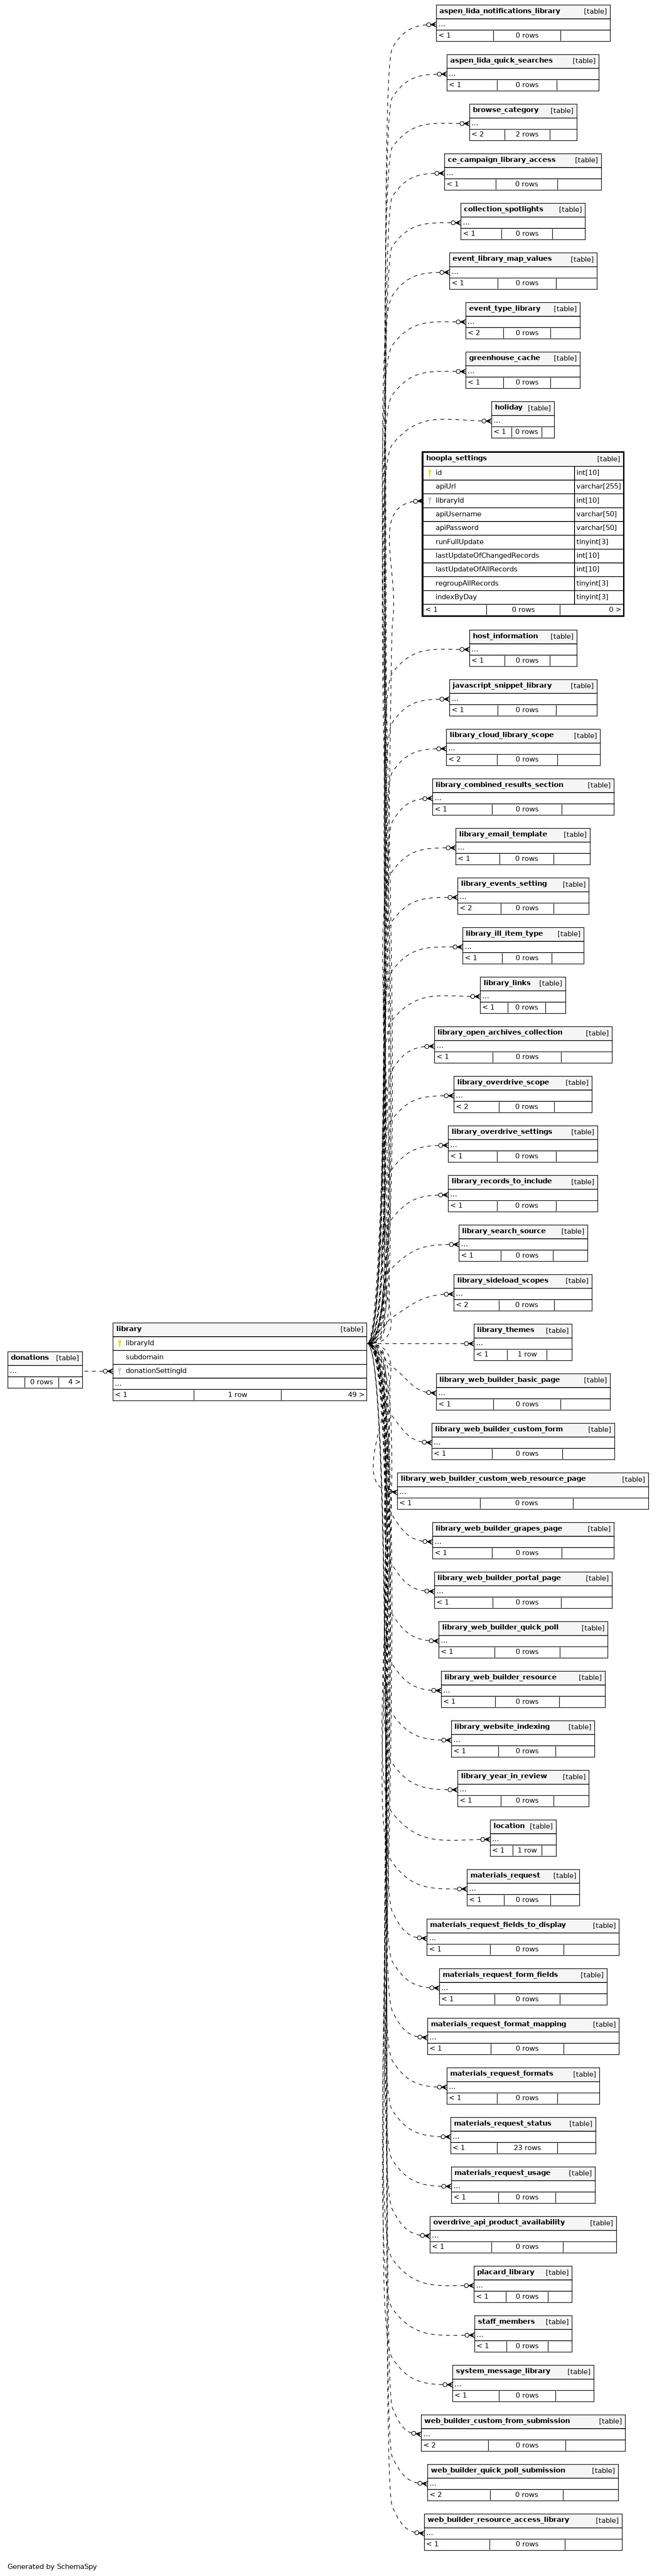 aspen_lida_notifications_library [table]
...
< 1 0 rows
aspen_lida_quick_searches [table]
...
< 1 0 rows
browse_category [table]
...
< 2 2 rows
ce_campaign_library_access [table]
...
< 1 0 rows
collection_spotlights [table]
...
< 1 0 rows
event_library_map_values [table]
...
< 1 0 rows
event_type_library [table]
...
< 2 0 rows
greenhouse_cache [table]
...
< 1 0 rows
holiday [table]
...
< 1 0 rows
hoopla_settings [table]
id int[10]
apiUrl varchar[255]
libraryId int[10]
apiUsername varchar[50]
apiPassword varchar[50]
runFullUpdate tinyint[3]
lastUpdateOfChangedRecords int[10]
lastUpdateOfAllRecords int[10]
regroupAllRecords tinyint[3]
indexByDay tinyint[3]
< 1 0 rows 0 >
host_information [table]
...
< 1 0 rows
javascript_snippet_library [table]
...
< 1 0 rows
library_cloud_library_scope [table]
...
< 2 0 rows
library_combined_results_section [table]
...
< 1 0 rows
library_email_template [table]
...
< 1 0 rows
library_events_setting [table]
...
< 2 0 rows
library_ill_item_type [table]
...
< 1 0 rows
library_links [table]
...
< 1 0 rows
library_open_archives_collection [table]
...
< 1 0 rows
library_overdrive_scope [table]
...
< 2 0 rows
library_overdrive_settings [table]
...
< 1 0 rows
library_records_to_include [table]
...
< 1 0 rows
library_search_source [table]
...
< 1 0 rows
library_sideload_scopes [table]
...
< 2 0 rows
library [table]
libraryId
subdomain
donationSettingId
...
< 1 1 row 49 >
donations [table]
...
0 rows 4 >
library_themes [table]
...
< 1 1 row
library_web_builder_basic_page [table]
...
< 1 0 rows
library_web_builder_custom_form [table]
...
< 1 0 rows
library_web_builder_custom_web_resource_page [table]
...
< 1 0 rows
library_web_builder_grapes_page [table]
...
< 1 0 rows
library_web_builder_portal_page [table]
...
< 1 0 rows
library_web_builder_quick_poll [table]
...
< 1 0 rows
library_web_builder_resource [table]
...
< 1 0 rows
library_website_indexing [table]
...
< 1 0 rows
library_year_in_review [table]
...
< 1 0 rows
location [table]
...
< 1 1 row
materials_request [table]
...
< 1 0 rows
materials_request_fields_to_display [table]
...
< 1 0 rows
materials_request_form_fields [table]
...
< 1 0 rows
materials_request_format_mapping [table]
...
< 1 0 rows
materials_request_formats [table]
...
< 1 0 rows
materials_request_status [table]
...
< 1 23 rows
materials_request_usage [table]
...
< 1 0 rows
overdrive_api_product_availability [table]
...
< 1 0 rows
placard_library [table]
...
< 1 0 rows
staff_members [table]
...
< 1 0 rows
system_message_library [table]
...
< 1 0 rows
web_builder_custom_from_submission [table]
...
< 2 0 rows
web_builder_quick_poll_submission [table]
...
< 2 0 rows
web_builder_resource_access_library [table]
...
< 1 0 rows
Generated by SchemaSpy